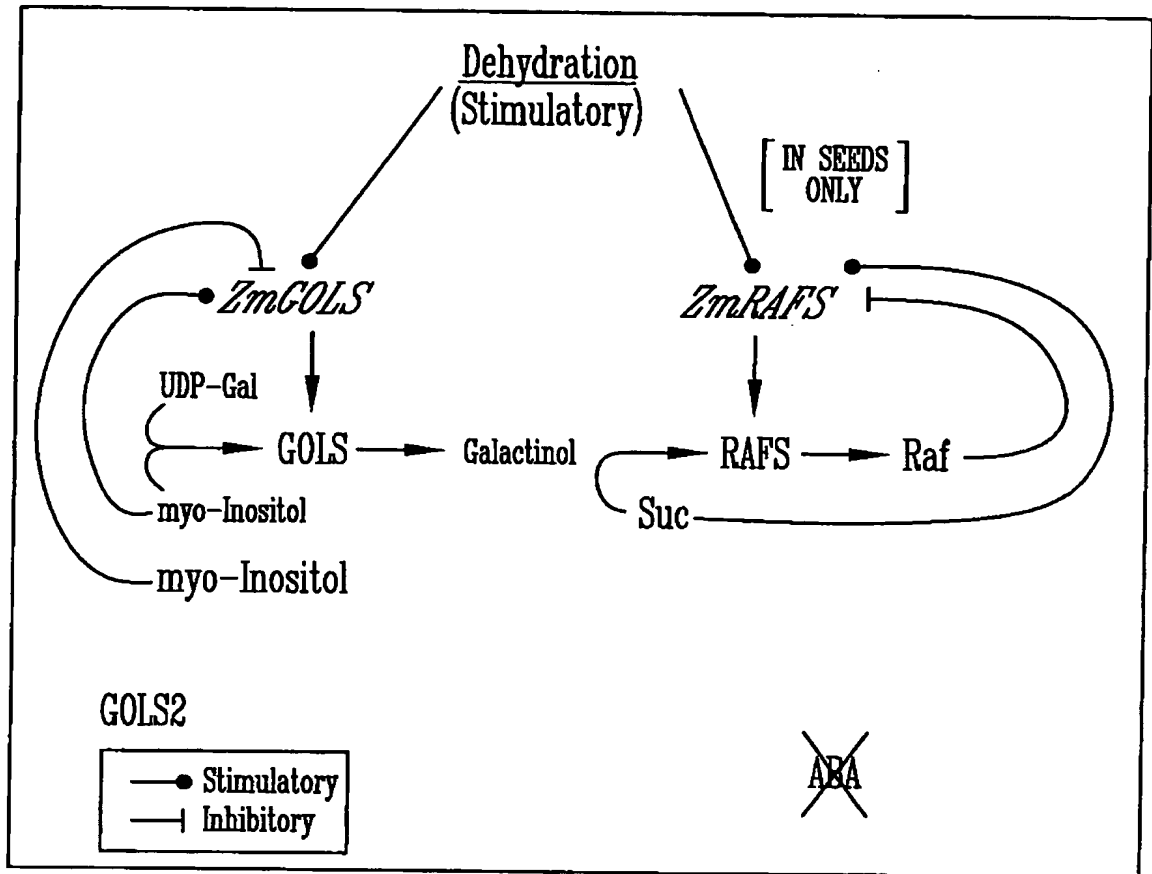 Dehydration
(Stimulatory)
[ IN SEEDS
ONLY ]
ZmGOLS
ZmRAFS
UDP-Gal
GOLS
Galactinol
RAFS
Raf
myo-Inositol
Suc
myo-Inositol
GOLS2
Stimulatory
Inhibitory
ABA